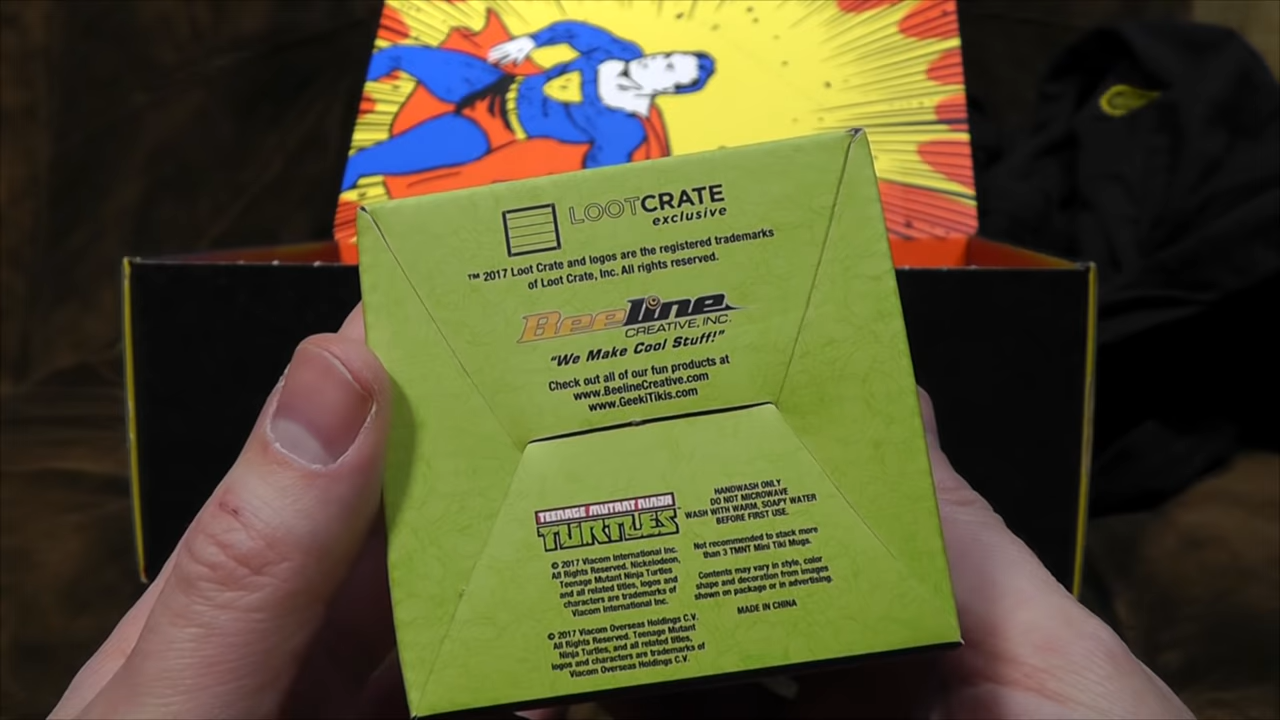 LOOTCRATE
exclusive
™ 2017 Loot Crate and logos are the registered trademarks
of Loot Crate, Inc. All rights reserved.
Beeline
CREATIVE, INC.
"We Make Cool Stuff!"
Check out all of our fun products at
www.BeelineCreative.com
www.GeekiTikis.com
TEENAGE MUTANT NINJA
TURTLES
© 2017 Viacom International Inc.
All Rights Reserved. Nickelodeon,
Teenage Mutant Ninja Turtles
and all related titles, logos and
characters are trademarks of
Viacom International Inc.
© 2017 Viacom Overseas Holdings C.V.
All Rights Reserved. Teenage Mutant
Ninja Turtles, and all related titles,
logos and characters are trademarks of
Viacom Overseas Holdings C.V.
HANDWASH ONLY
DO NOT MICROWAVE
WASH WITH WARM, SOAPY WATER
BEFORE FIRST USE.
Not recommended to stack more
than 3 TMNT Mini Tiki Mugs.
Contents may vary in style, color
shape and decoration from images
shown on package or in advertising.
MADE IN CHINA